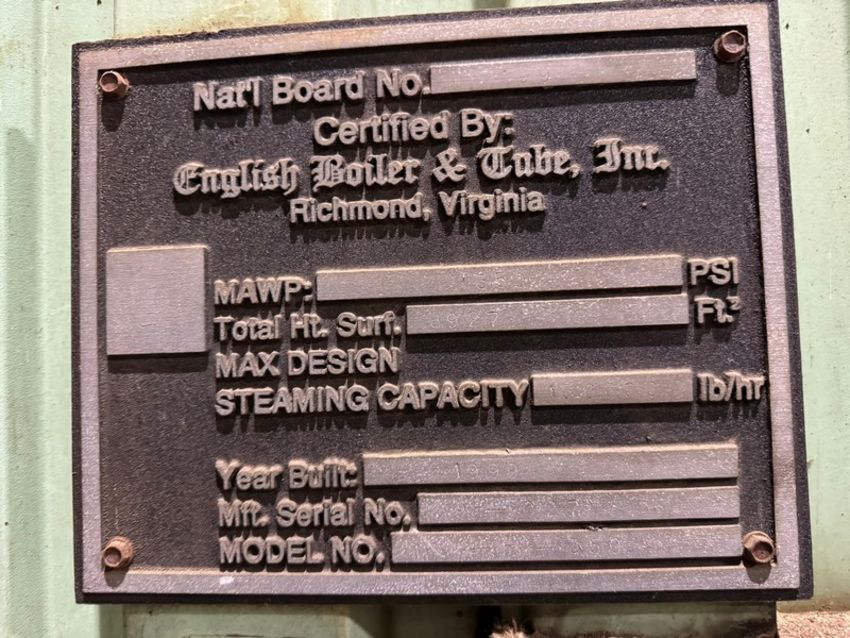 Nat'l Board No.
Certified By:
English Boiler & Tube, Inc.
Richmond, Virginia
MAWP: PSI
Total Ht. Surf. Ft.²
MAX DESIGN
STEAMING CAPACITY lb/hr
Year Built:
Mft. Serial No.
MODEL NO.